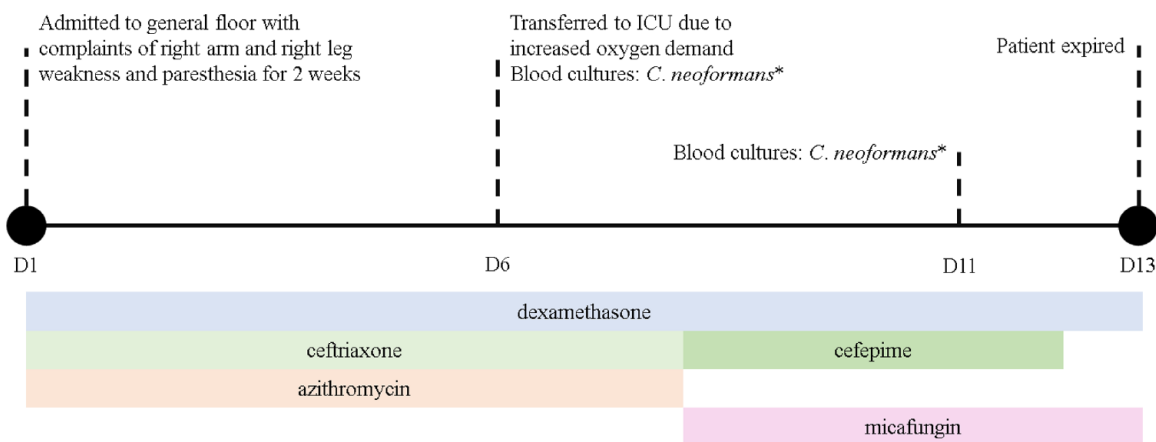 Admitted to general floor with
complaints of right arm and right leg
weakness and paresthesia for 2 weeks
Transferred to ICU due to
increased oxygen demand
Blood cultures: C. neoformans*
Patient expired
Blood cultures: C. neoformans*
D1
D6
D11
D13
dexamethasone
ceftriaxone
cefepime
azithromycin
micafungin